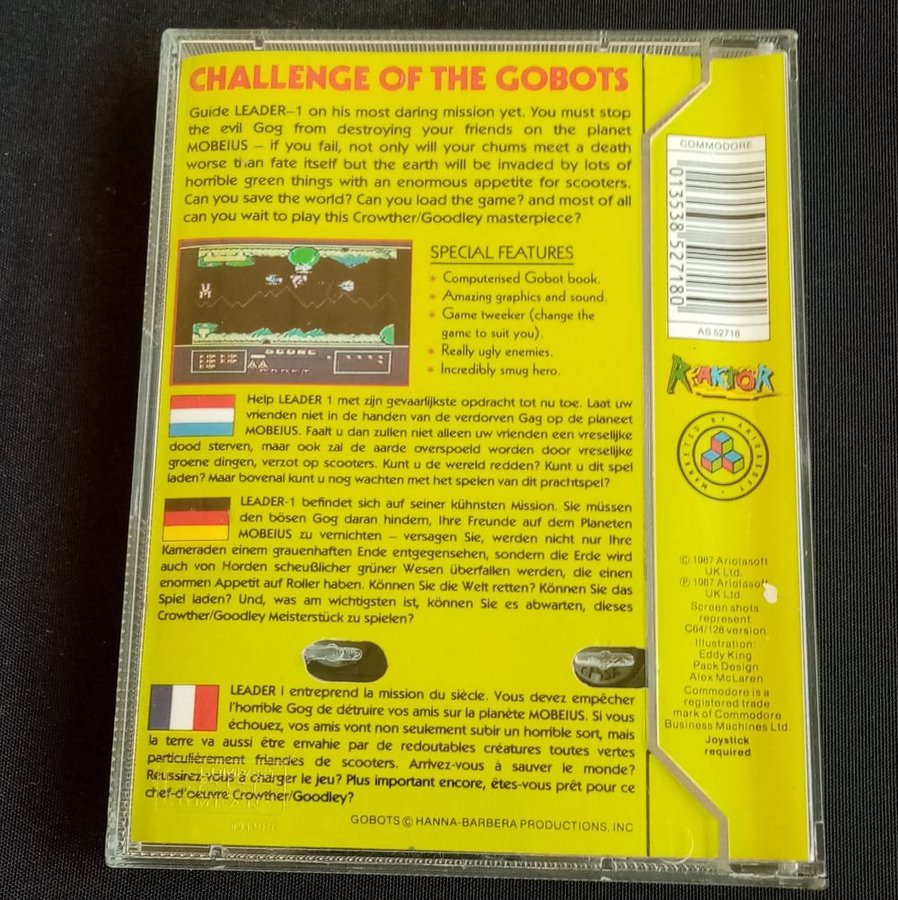 CHALLENGE OF THE GOBOTS
Guide LEADER–1 on his most daring mission yet. You must stop
the evil Gog from destroying your friends on the planet
MOBEIUS – if you fail, not only will your chums meet a death
worse than fate itself but the earth will be invaded by lots of
horrible green things with an enormous appetite for scooters.
Can you save the world? Can you load the game? and most of all
can you wait to play this Crowther/Goodley masterpiece?
SPECIAL FEATURES
* Computerised Gobot book.
* Amazing graphics and sound.
* Game tweeker (change the
game to suit you).
* Really ugly enemies.
* Incredibly smug hero.
Help LEADER 1 met zijn gevaarlijkste opdracht tot nu toe. Laat uw
vrienden niet in de handen van de verdorven Gag op de planeet
MOBEIUS. Faalt u dan zullen niet alleen uw vrienden een vreselijke
dood sterven, maar ook zal de aarde overspoeld worden door vreselijke
groene dingen, verzot op scooters. Kunt u de wereld redden? Kunt u dit spel
laden? Maar bovenal kunt u nog wachten met het spelen van dit prachtspel?
LEADER-1 befindet sich auf seiner kühnsten Mission. Sie müssen
den bösen Gog daran hindern, Ihre Freunde auf dem Planeten
MOBEIUS zu vernichten – versagen Sie, werden nicht nur Ihre
Kameraden einem grauenhaften Ende entgegensehen, sondern die Erde wird
auch von Horden scheußlicher grüner Wesen überfallen werden, die einen
enormen Appetit auf Roller haben. Können Sie die Welt retten? Können Sie das
Spiel laden? Und, was am wichtigsten ist, können Sie es abwarten, dieses
Crowther/Goodley Meisterstück zu spielen?
LEADER I entreprend la mission du siècle. Vous devez empêcher
l'horrible Gog de détruire vos amis sur la planète MOBEIUS. Si vous
échouez, vos amis vont non seulement subir un horrible sort, mais
la terre va aussi être envahie par de redoutables créatures toutes vertes
particulièrement friandes de scooters. Arrivez-vous à sauver le monde?
Reussirez-vous à charger le jeu? Plus important encore, êtes-vous prêt pour ce
chef-d'oeuvre Crowther/Goodley?
GOBOTS © HANNA-BARBERA PRODUCTIONS, INC
COMMODORE
013538 527180
AS 52718
REAKTÖR
MARKETED BY ARIOLASOFT
© 1987 Ariolasoft
UK Ltd.
℗ 1987 Ariolasoft
UK Ltd.
Screen shots
represent
C64/128 version
Illustration:
Eddy King
Pack Design
Alex McLaren
Commodore is a
registered trade
mark of Commodore
Business Machines Ltd.
Joystick
required